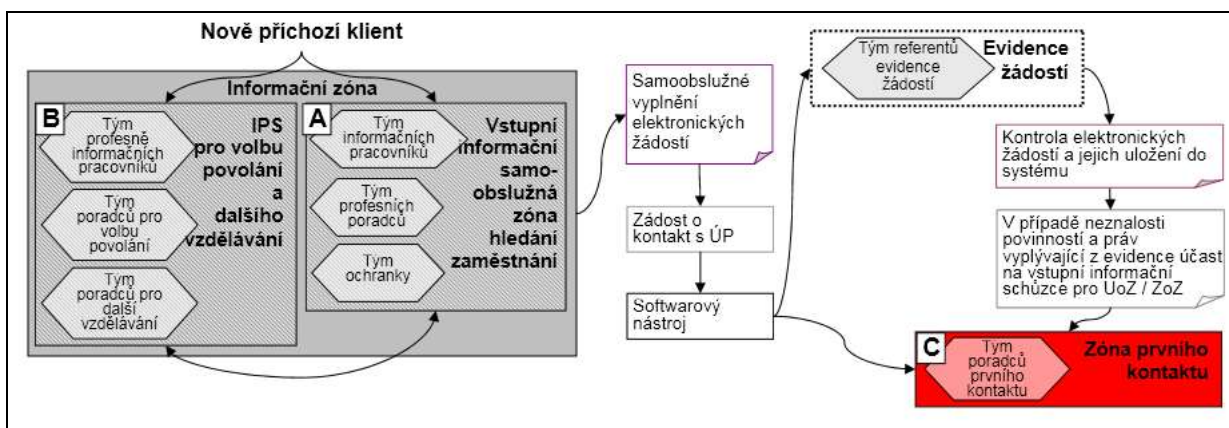 Nově příchozí klient
Informační zóna
B
Tým
profesně
informačních
pracovníků
IPS
pro volbu
povolání
a
dalšího
vzdělávání
Tým
poradců pro
volbu
povolání
Tým
poradců pro
další
vzdělávání
A
Tým
informačních
pracovníků
Vstupní
informační
samo-
obslužná
zóna
hledání
zaměstnání
Tým
profesních
poradců
Tým
ochranky
Samoobslužné
vyplnění
elektronických
žádostí
Zádost o
kontakt s ÚP
Softwarový
nástroj
Tým referentů
evidence
žádostí
Evidence
žádostí
Kontrola elektronických
žádostí a jejich uložení do
systému
V případě neznalosti
povinností a práv
vyplývající z evidence účast
na vstupní informační
schůzce pro UoZ / ZoZ
C
Tým
poradců
prvního
kontaktu
Zóna prvního
kontaktu